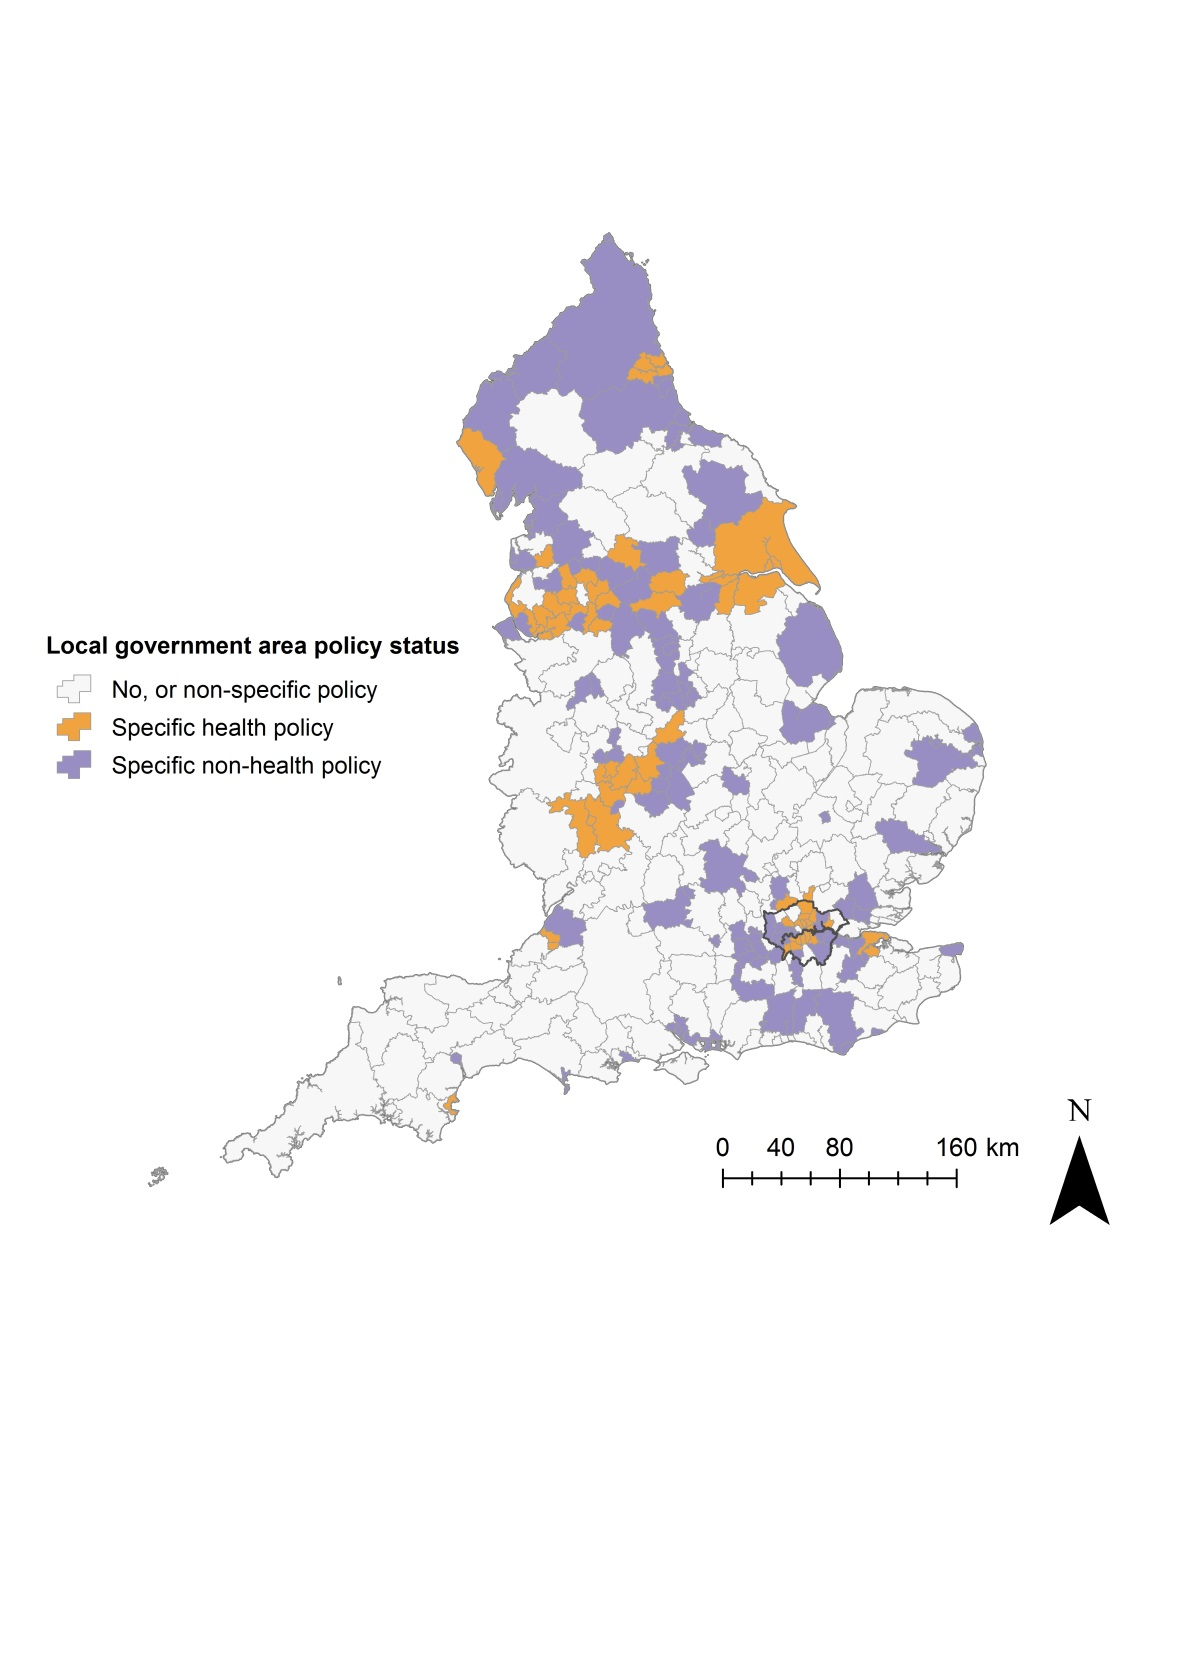 Local government area policy status
No, or non-specific policy
Specific health policy
Specific non-health policy
N
0 40 80 160 km